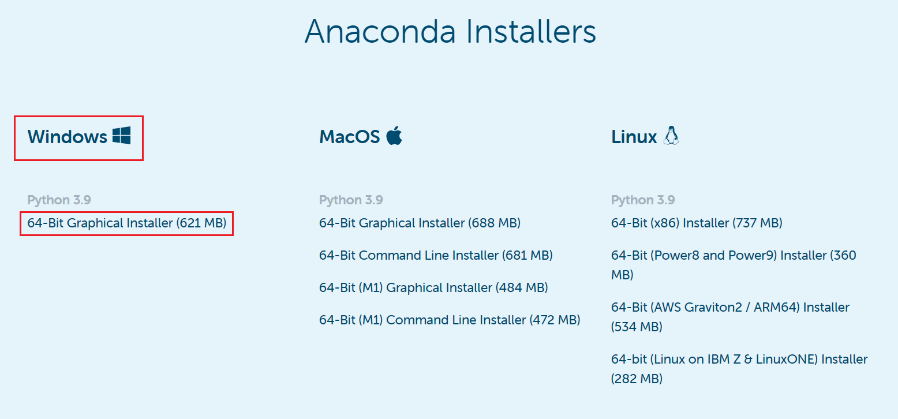 Anaconda Installers
Windows
Python 3.9
64-Bit Graphical Installer (621 MB)
MacOS
Python 3.9
64-Bit Graphical Installer (688 MB)
64-Bit Command Line Installer (681 MB)
64-Bit (M1) Graphical Installer (484 MB)
64-Bit (M1) Command Line Installer (472 MB)
Linux
Python 3.9
64-Bit (x86) Installer (737 MB)
64-Bit (Power8 and Power9) Installer (360
MB)
64-Bit (AWS Graviton2 / ARM64) Installer
(534 MB)
64-bit (Linux on IBM Z & LinuxONE) Installer
(282 MB)